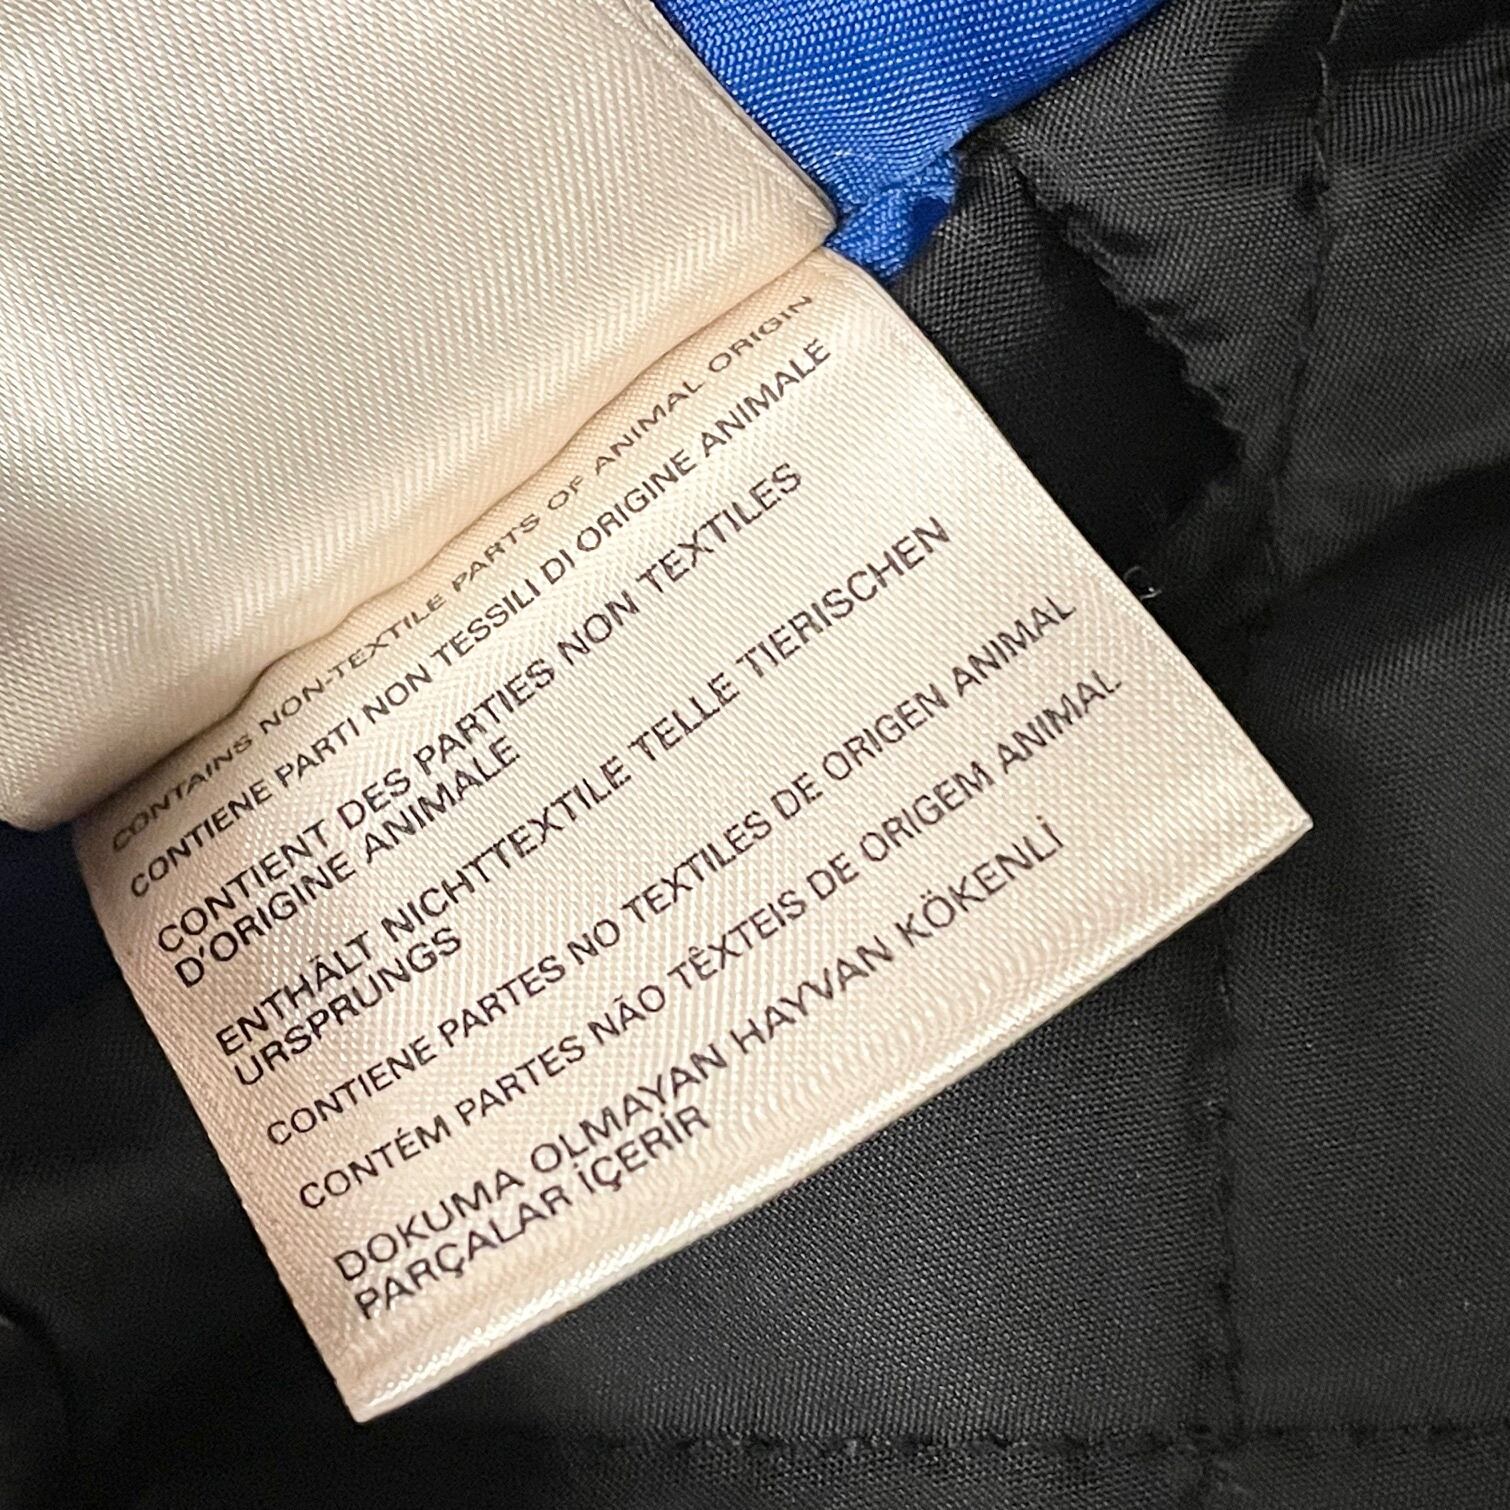 CONTAINS NON-TEXTILE PARTS OF ANIMAL ORIGIN
CONTIENE PARTI NON TESSILI DI ORIGINE ANIMALE
CONTIENT DES PARTIES NON TEXTILES
D'ORIGINE ANIMALE
ENTHÄLT NICHTTEXTILE TELLE TIERISCHEN
URSPRUNGS
CONTIENE PARTES NO TEXTILES DE ORIGEN ANIMAL
CONTÉM PARTES NÃO TÊXTEIS DE ORIGEM ANIMAL
DOKUMA OLMAYAN HAYVAN KÖKENLİ
PARÇALAR İÇERİR